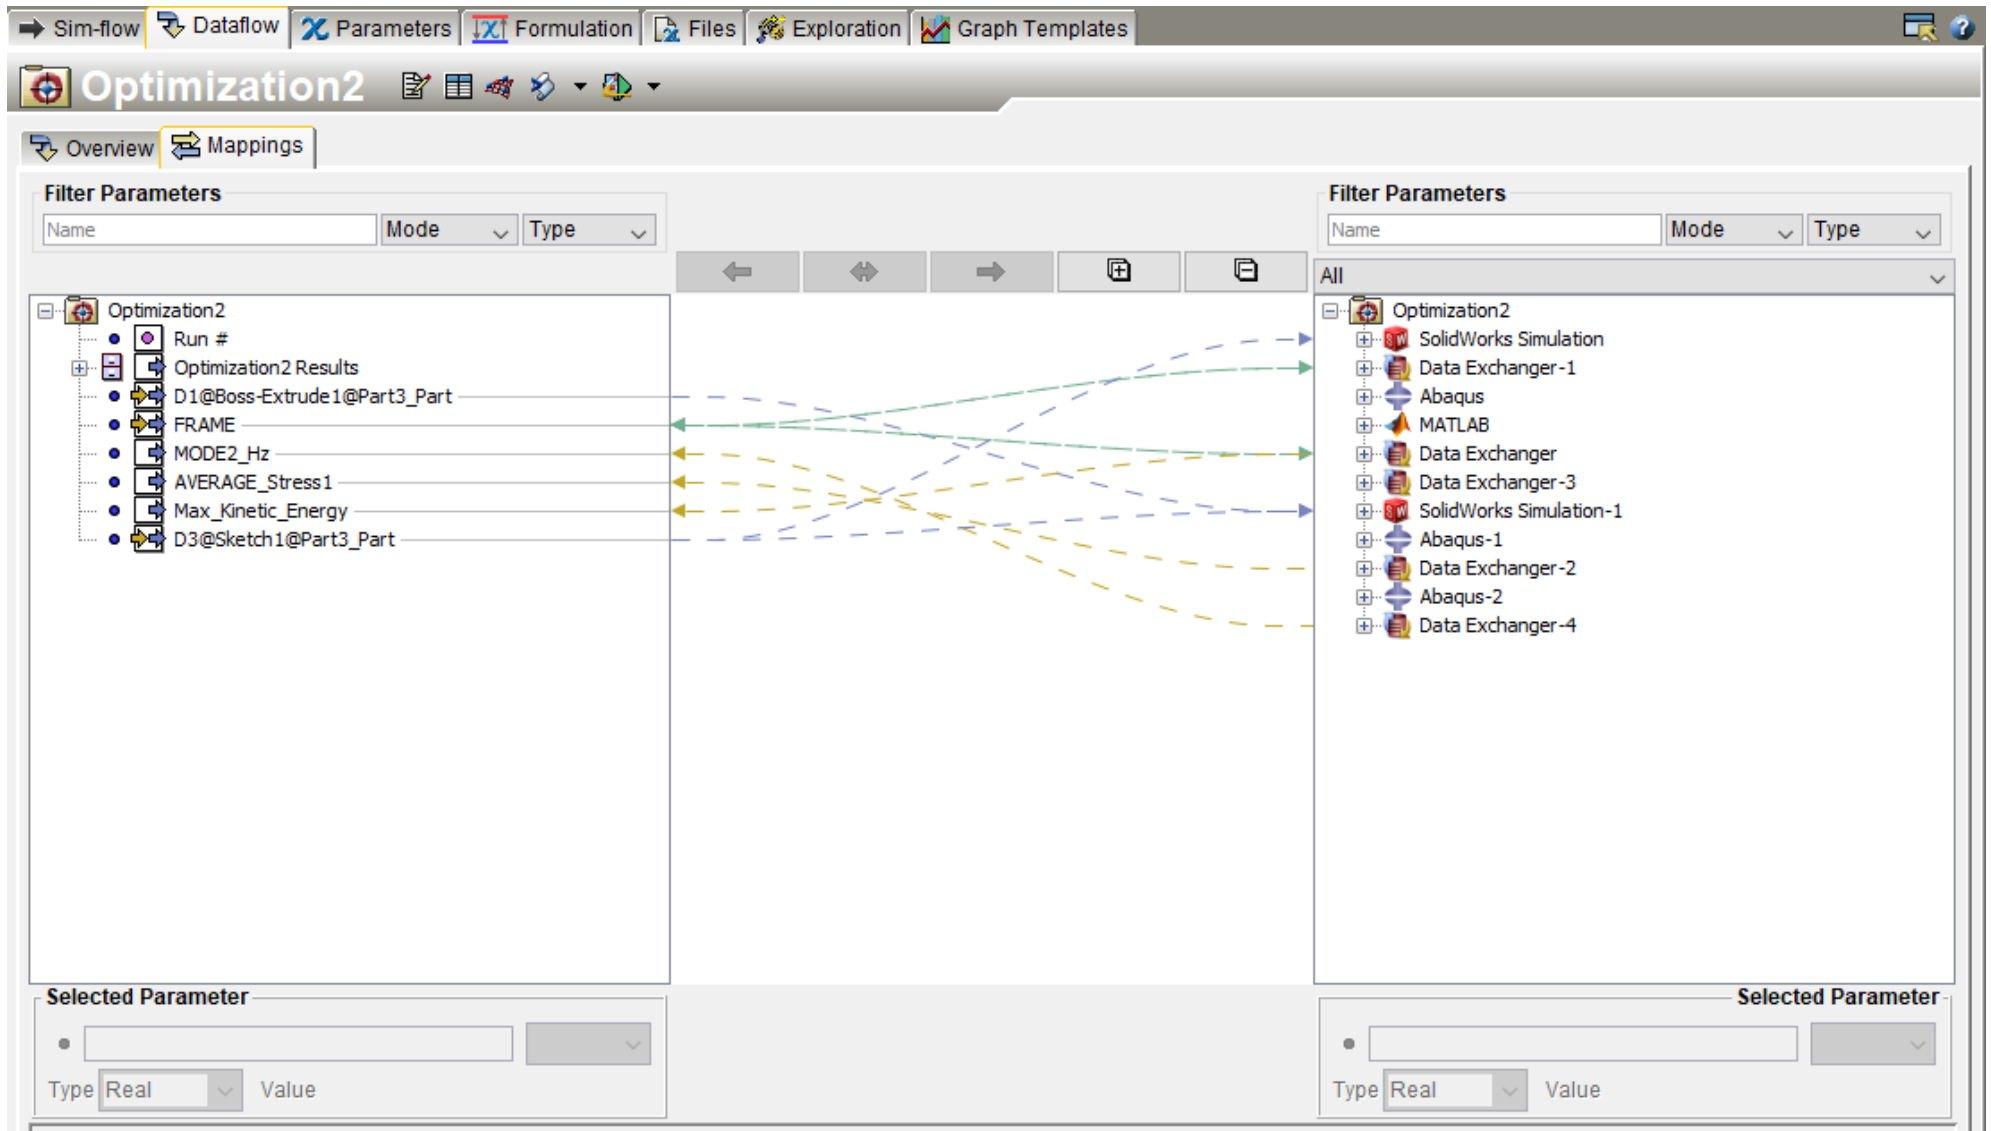 Sim-flow Dataflow Parameters Formulation Files Exploration Graph Templates
Optimization2
Overview Mappings
Filter Parameters
Name Mode Type
Optimization2
Run #
Optimization2 Results
D1@Boss-Extrude1@Part3_Part
FRAME
MODE2_Hz
AVERAGE_Stress1
Max_Kinetic_Energy
D3@Sketch1@Part3_Part
Selected Parameter
Type Real Value
Filter Parameters
Name Mode Type
All
Optimization2
SolidWorks Simulation
Data Exchanger-1
Abaqus
MATLAB
Data Exchanger
Data Exchanger-3
SolidWorks Simulation-1
Abaqus-1
Data Exchanger-2
Abaqus-2
Data Exchanger-4
Selected Parameter
Type Real Value